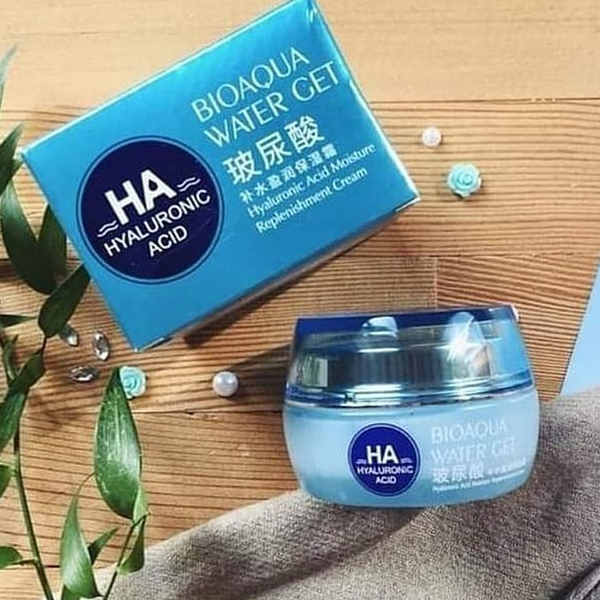 BIOAQUA
WATER GET
玻尿酸
补水盈润保湿霜
Hyaluronic Acid Moisture
Replenishment Cream
HA
HYALURONIC
ACID
HA
HYALURONIC
ACID
BIOAQUA
WATER GET
玻尿酸